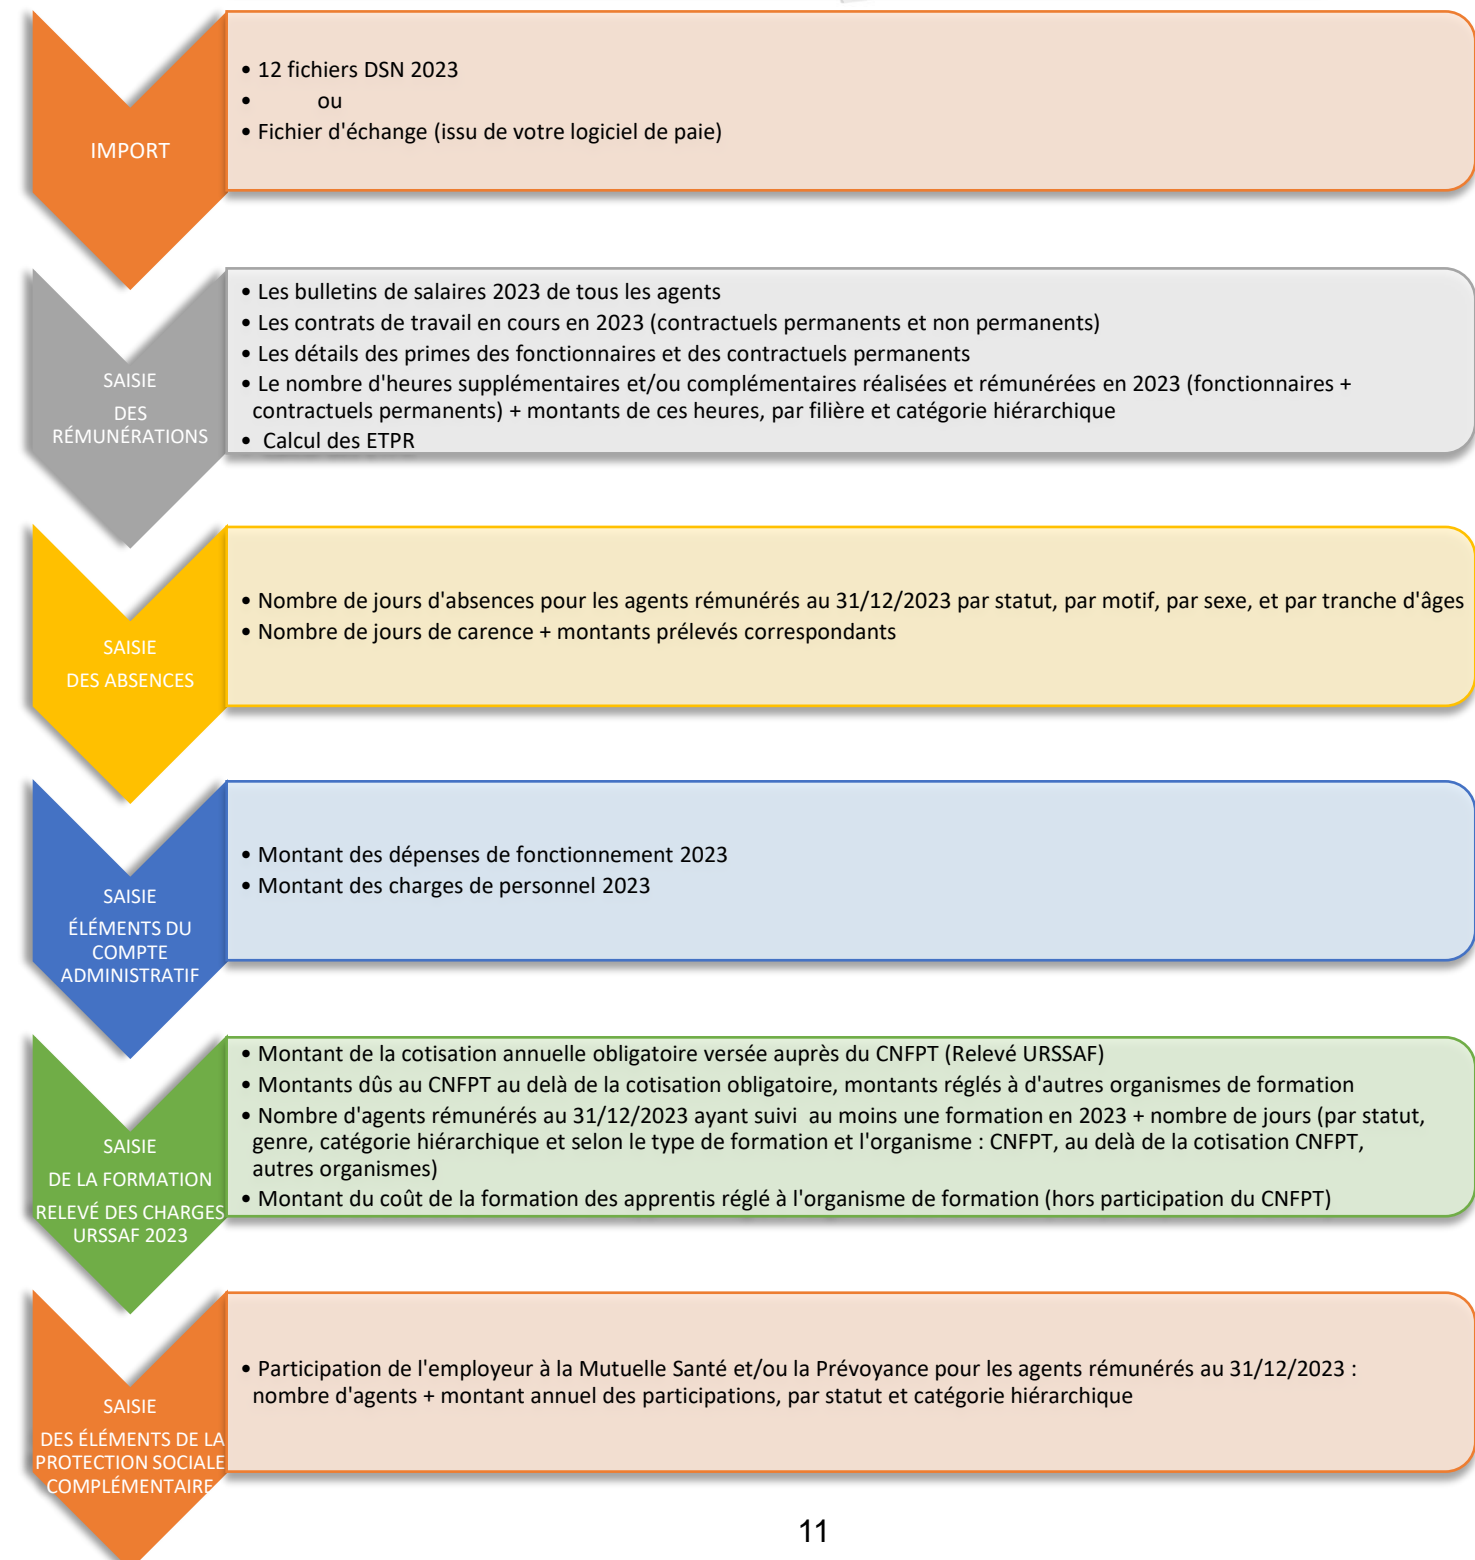 IMPORT
• 12 fichiers DSN 2023
• ou
• Fichier d'échange (issu de votre logiciel de paie)
SAISIE
DES
RÉMUNÉRATIONS
• Les bulletins de salaires 2023 de tous les agents
• Les contrats de travail en cours en 2023 (contractuels permanents et non permanents)
• Les détails des primes des fonctionnaires et des contractuels permanents
• Le nombre d'heures supplémentaires et/ou complémentaires réalisées et rémunérées en 2023 (fonctionnaires +
contractuels permanents) + montants de ces heures, par filière et catégorie hiérarchique
• Calcul des ETPR
SAISIE
DES ABSENCES
• Nombre de jours d'absences pour les agents rémunérés au 31/12/2023 par statut, par motif, par sexe, et par tranche d'âges
• Nombre de jours de carence + montants prélevés correspondants
SAISIE
ÉLÉMENTS DU
COMPTE
ADMINISTRATIF
• Montant des dépenses de fonctionnement 2023
• Montant des charges de personnel 2023
SAISIE
DE LA FORMATION
RELEVÉ DES CHARGES
URSSAF 2023
• Montant de la cotisation annuelle obligatoire versée auprès du CNFPT (Relevé URSSAF)
• Montants dûs au CNFPT au delà de la cotisation obligatoire, montants réglés à d'autres organismes de formation
• Nombre d'agents rémunérés au 31/12/2023 ayant suivi au moins une formation en 2023 + nombre de jours (par statut,
genre, catégorie hiérarchique et selon le type de formation et l'organisme : CNFPT, au delà de la cotisation CNFPT,
autres organismes)
• Montant du coût de la formation des apprentis réglé à l'organisme de formation (hors participation du CNFPT)
SAISIE
DES ÉLÉMENTS DE LA
PROTECTION SOCIALE
COMPLÉMENTAIRE
• Participation de l'employeur à la Mutuelle Santé et/ou la Prévoyance pour les agents rémunérés au 31/12/2023 :
nombre d'agents + montant annuel des participations, par statut et catégorie hiérarchique
11